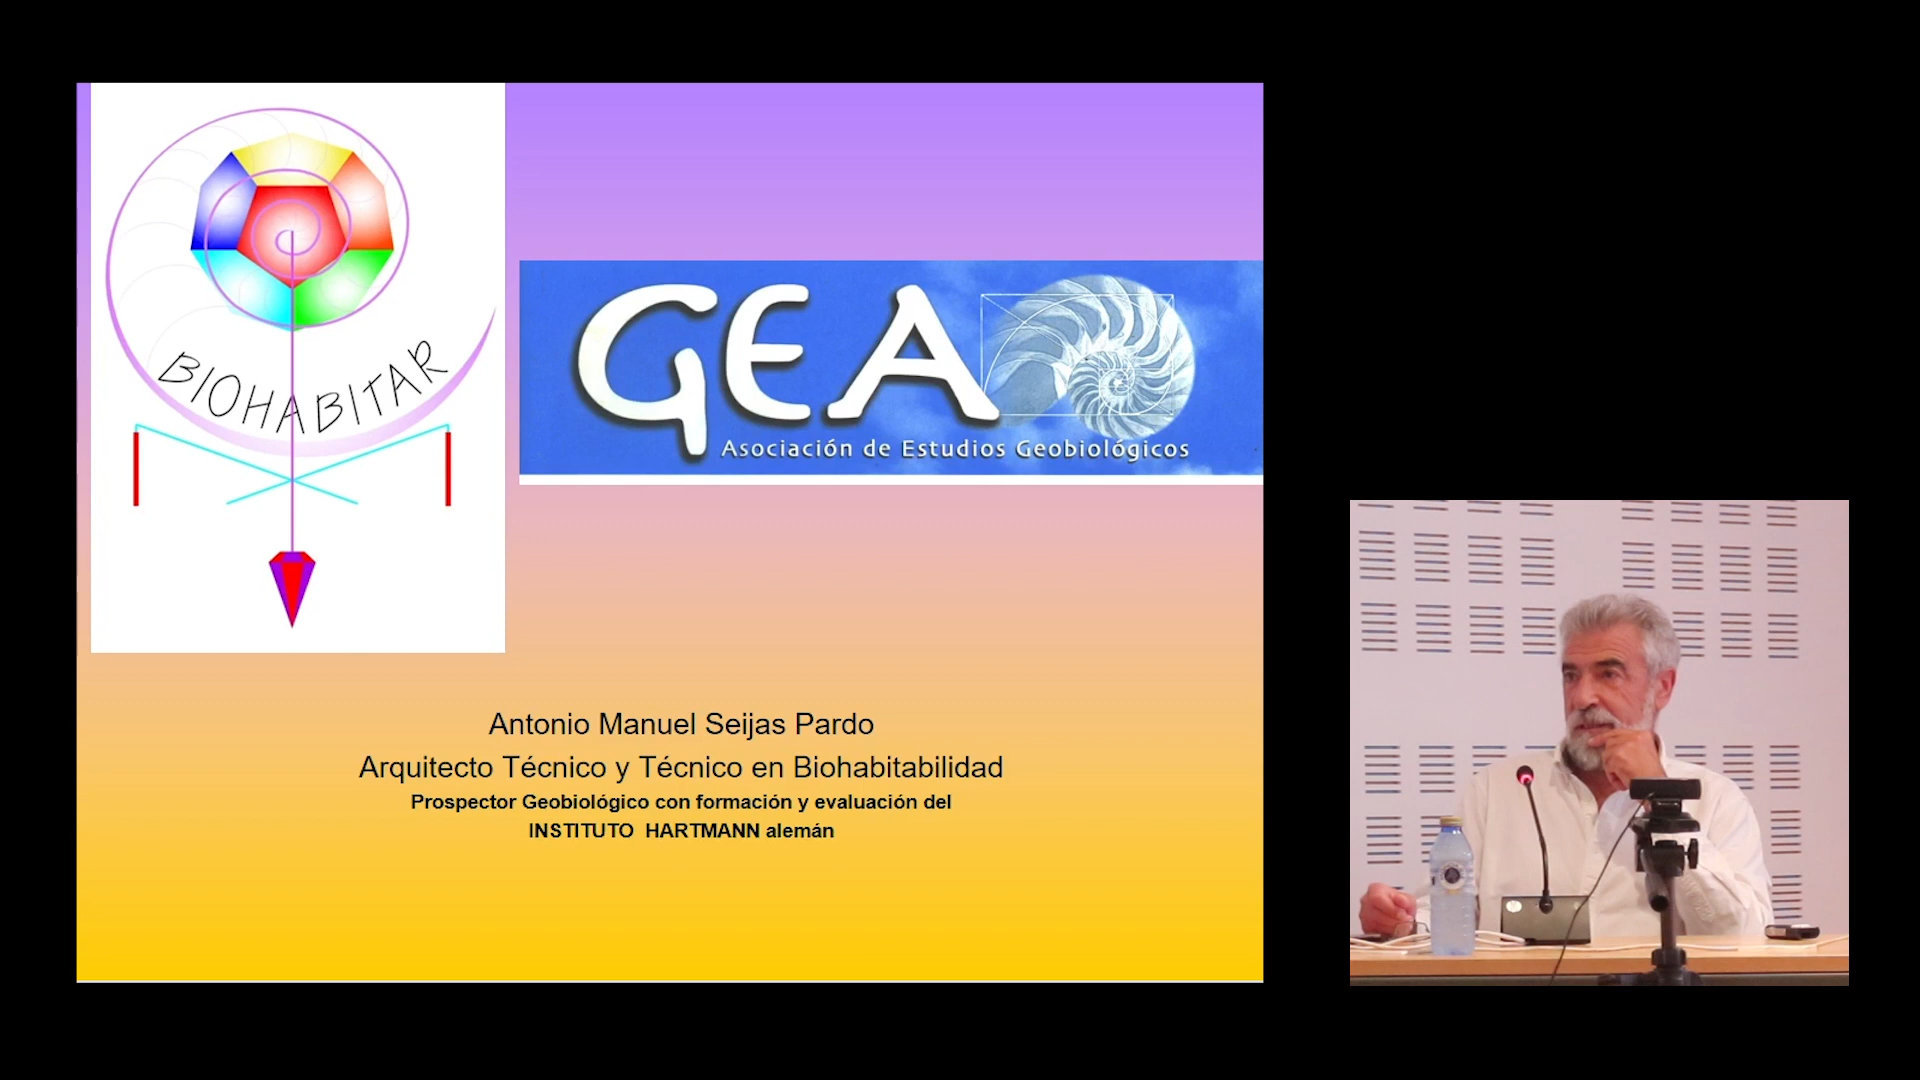 BIOHABITAR
GEA
Asociación de Estudios Geobiológicos
Antonio Manuel Seijas Pardo
Arquitecto Técnico y Técnico en Biohabitabilidad
Prospector Geobiológico con formación y evaluación del
INSTITUTO HARTMANN alemán